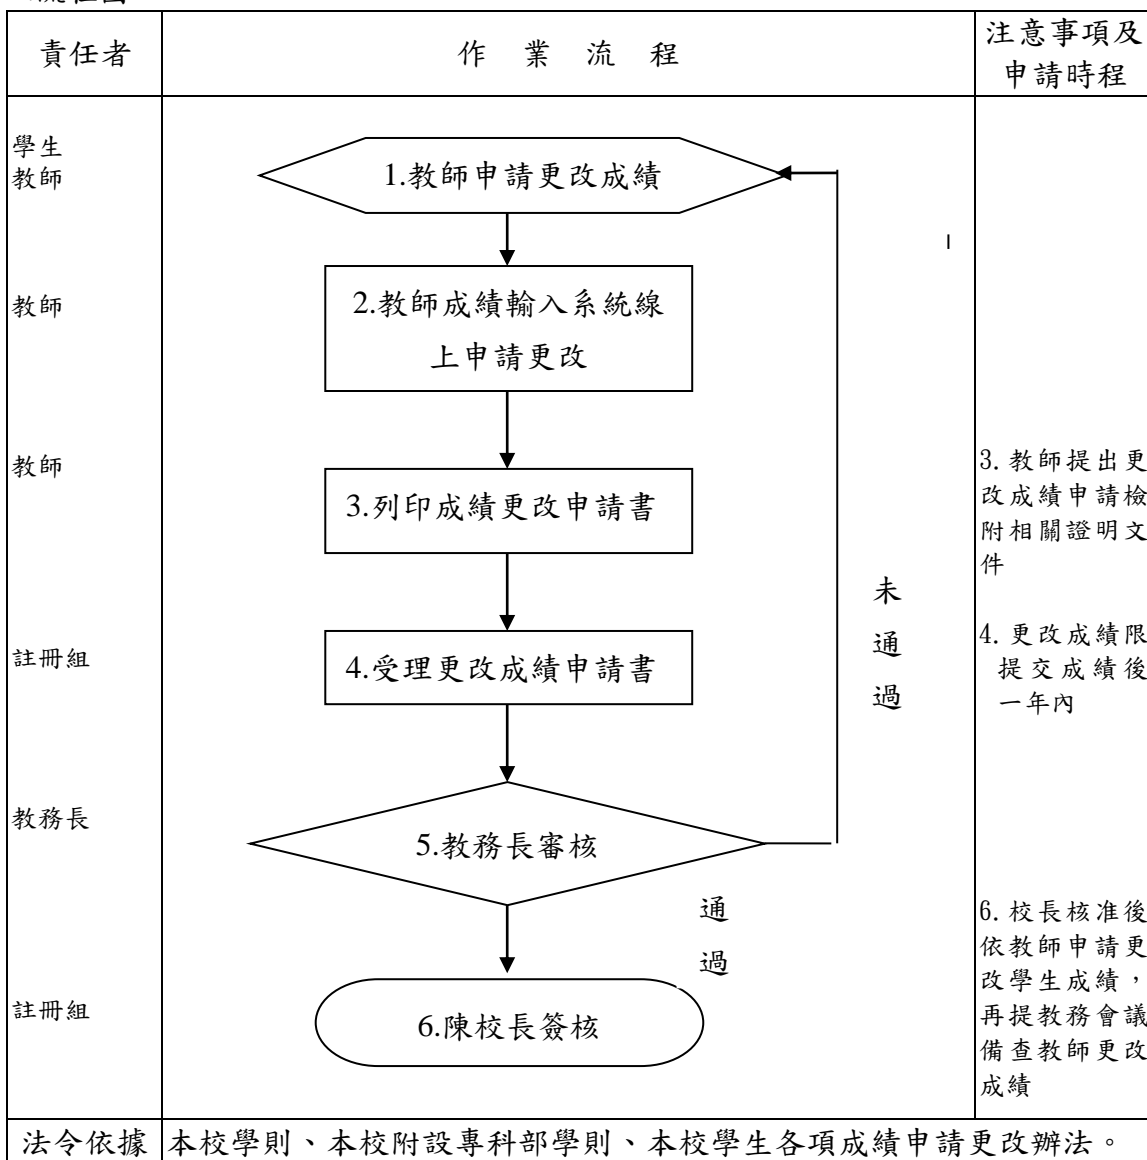 責任者
作 業 流 程
注意事項及
申請時程
學生
教師
1.教師申請更改成績
教師
2.教師成績輸入系統線
上申請更改
教師
3.列印成績更改申請書
3.教師提出更
改成績申請檢
附相關證明文
件
註冊組
4.受理更改成績申請書
4.更改成績限
提交成績後
一年內
未
通
過
教務長
5.教務長審核
通
過
註冊組
6.陳校長簽核
6.校長核准後
依教師申請更
改學生成績，
再提教務會議
備查教師更改
成績
法令依據
本校學則、本校附設專科部學則、本校學生各項成績申請更改辦法。